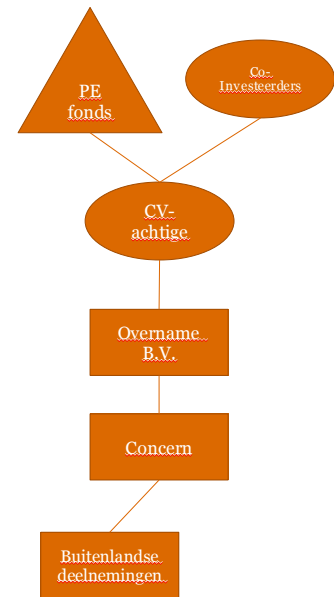 PE
fonds
Co-
Investeerders
CV-
achtige
Overname
B.V.
Concern
Buitenlandse
deelnemingen